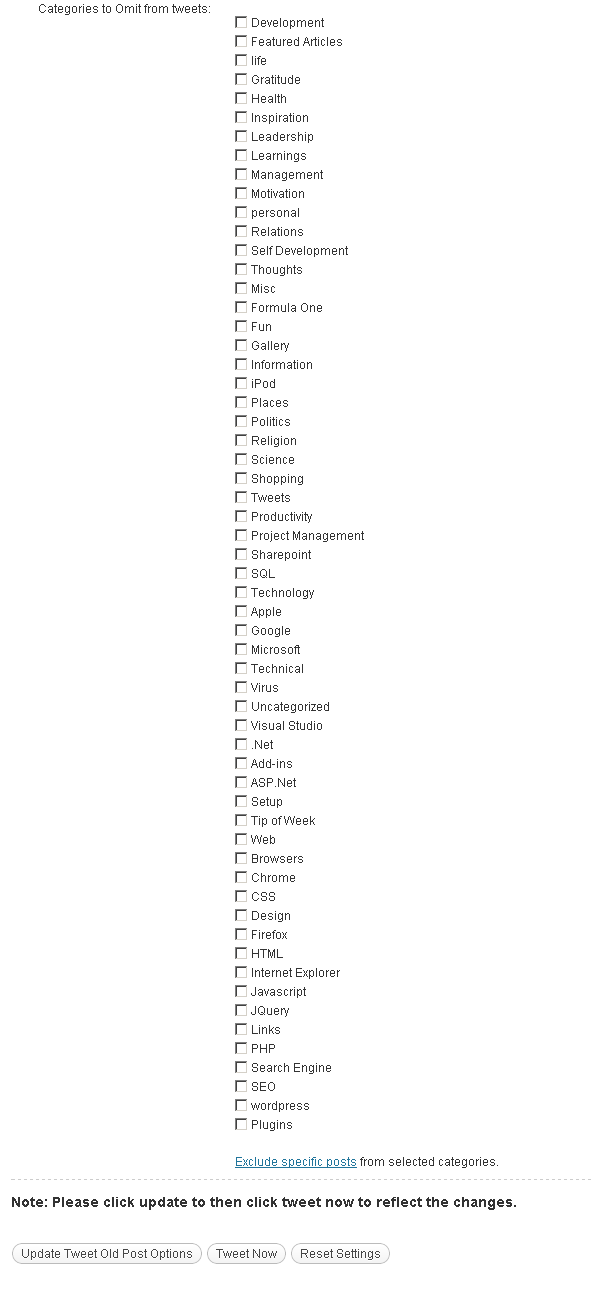 Categories to Omit from tweets:
Development
Featured Articles
life
Gratitude
Health
Inspiration
Leadership
Learnings
Management
Motivation
personal
Relations
Self Development
Thoughts
Misc
Formula One
Fun
Gallery
Information
iPod
Places
Politics
Religion
Science
Shopping
Tweets
Productivity
Project Management
Sharepoint
SQL
Technology
Apple
Google
Microsoft
Technical
Virus
Uncategorized
Visual Studio
.Net
Add-ins
ASP.Net
Setup
Tip of Week
Web
Browsers
Chrome
CSS
Design
Firefox
HTML
Internet Explorer
Javascript
JQuery
Links
PHP
Search Engine
SEO
wordpress
Plugins
Exclude specific posts from selected categories.
Note: Please click update to then click tweet now to reflect the changes.
Update Tweet Old Post Options Tweet Now Reset Settings